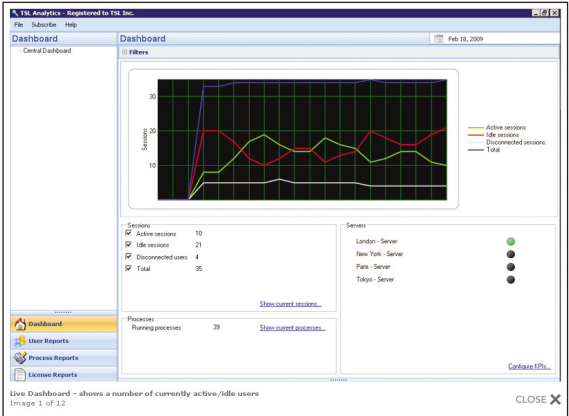 TSL Analytics - Registered to TSL Inc.
File Subscribe Help
Dashboard
Central Dashboard
Dashboard
Feb 18, 2009
Filters
Sessions
30
20
10
Active sessions
Idle sessions
Disconnected sessions
Total
Sessions
Active sessions 10
Idle sessions 21
Disconnected users 4
Total 35
Show current sessions...
Processes
Running processes 39 Show current processes...
Servers
London - Server
New York - Server
Paris - Server
Tokyo - Server
Configure KPIs...
Dashboard
User Reports
Process Reports
License Reports
Live Dashboard - shows a number of currently active/idle users
Image 1 of 12
CLOSE X